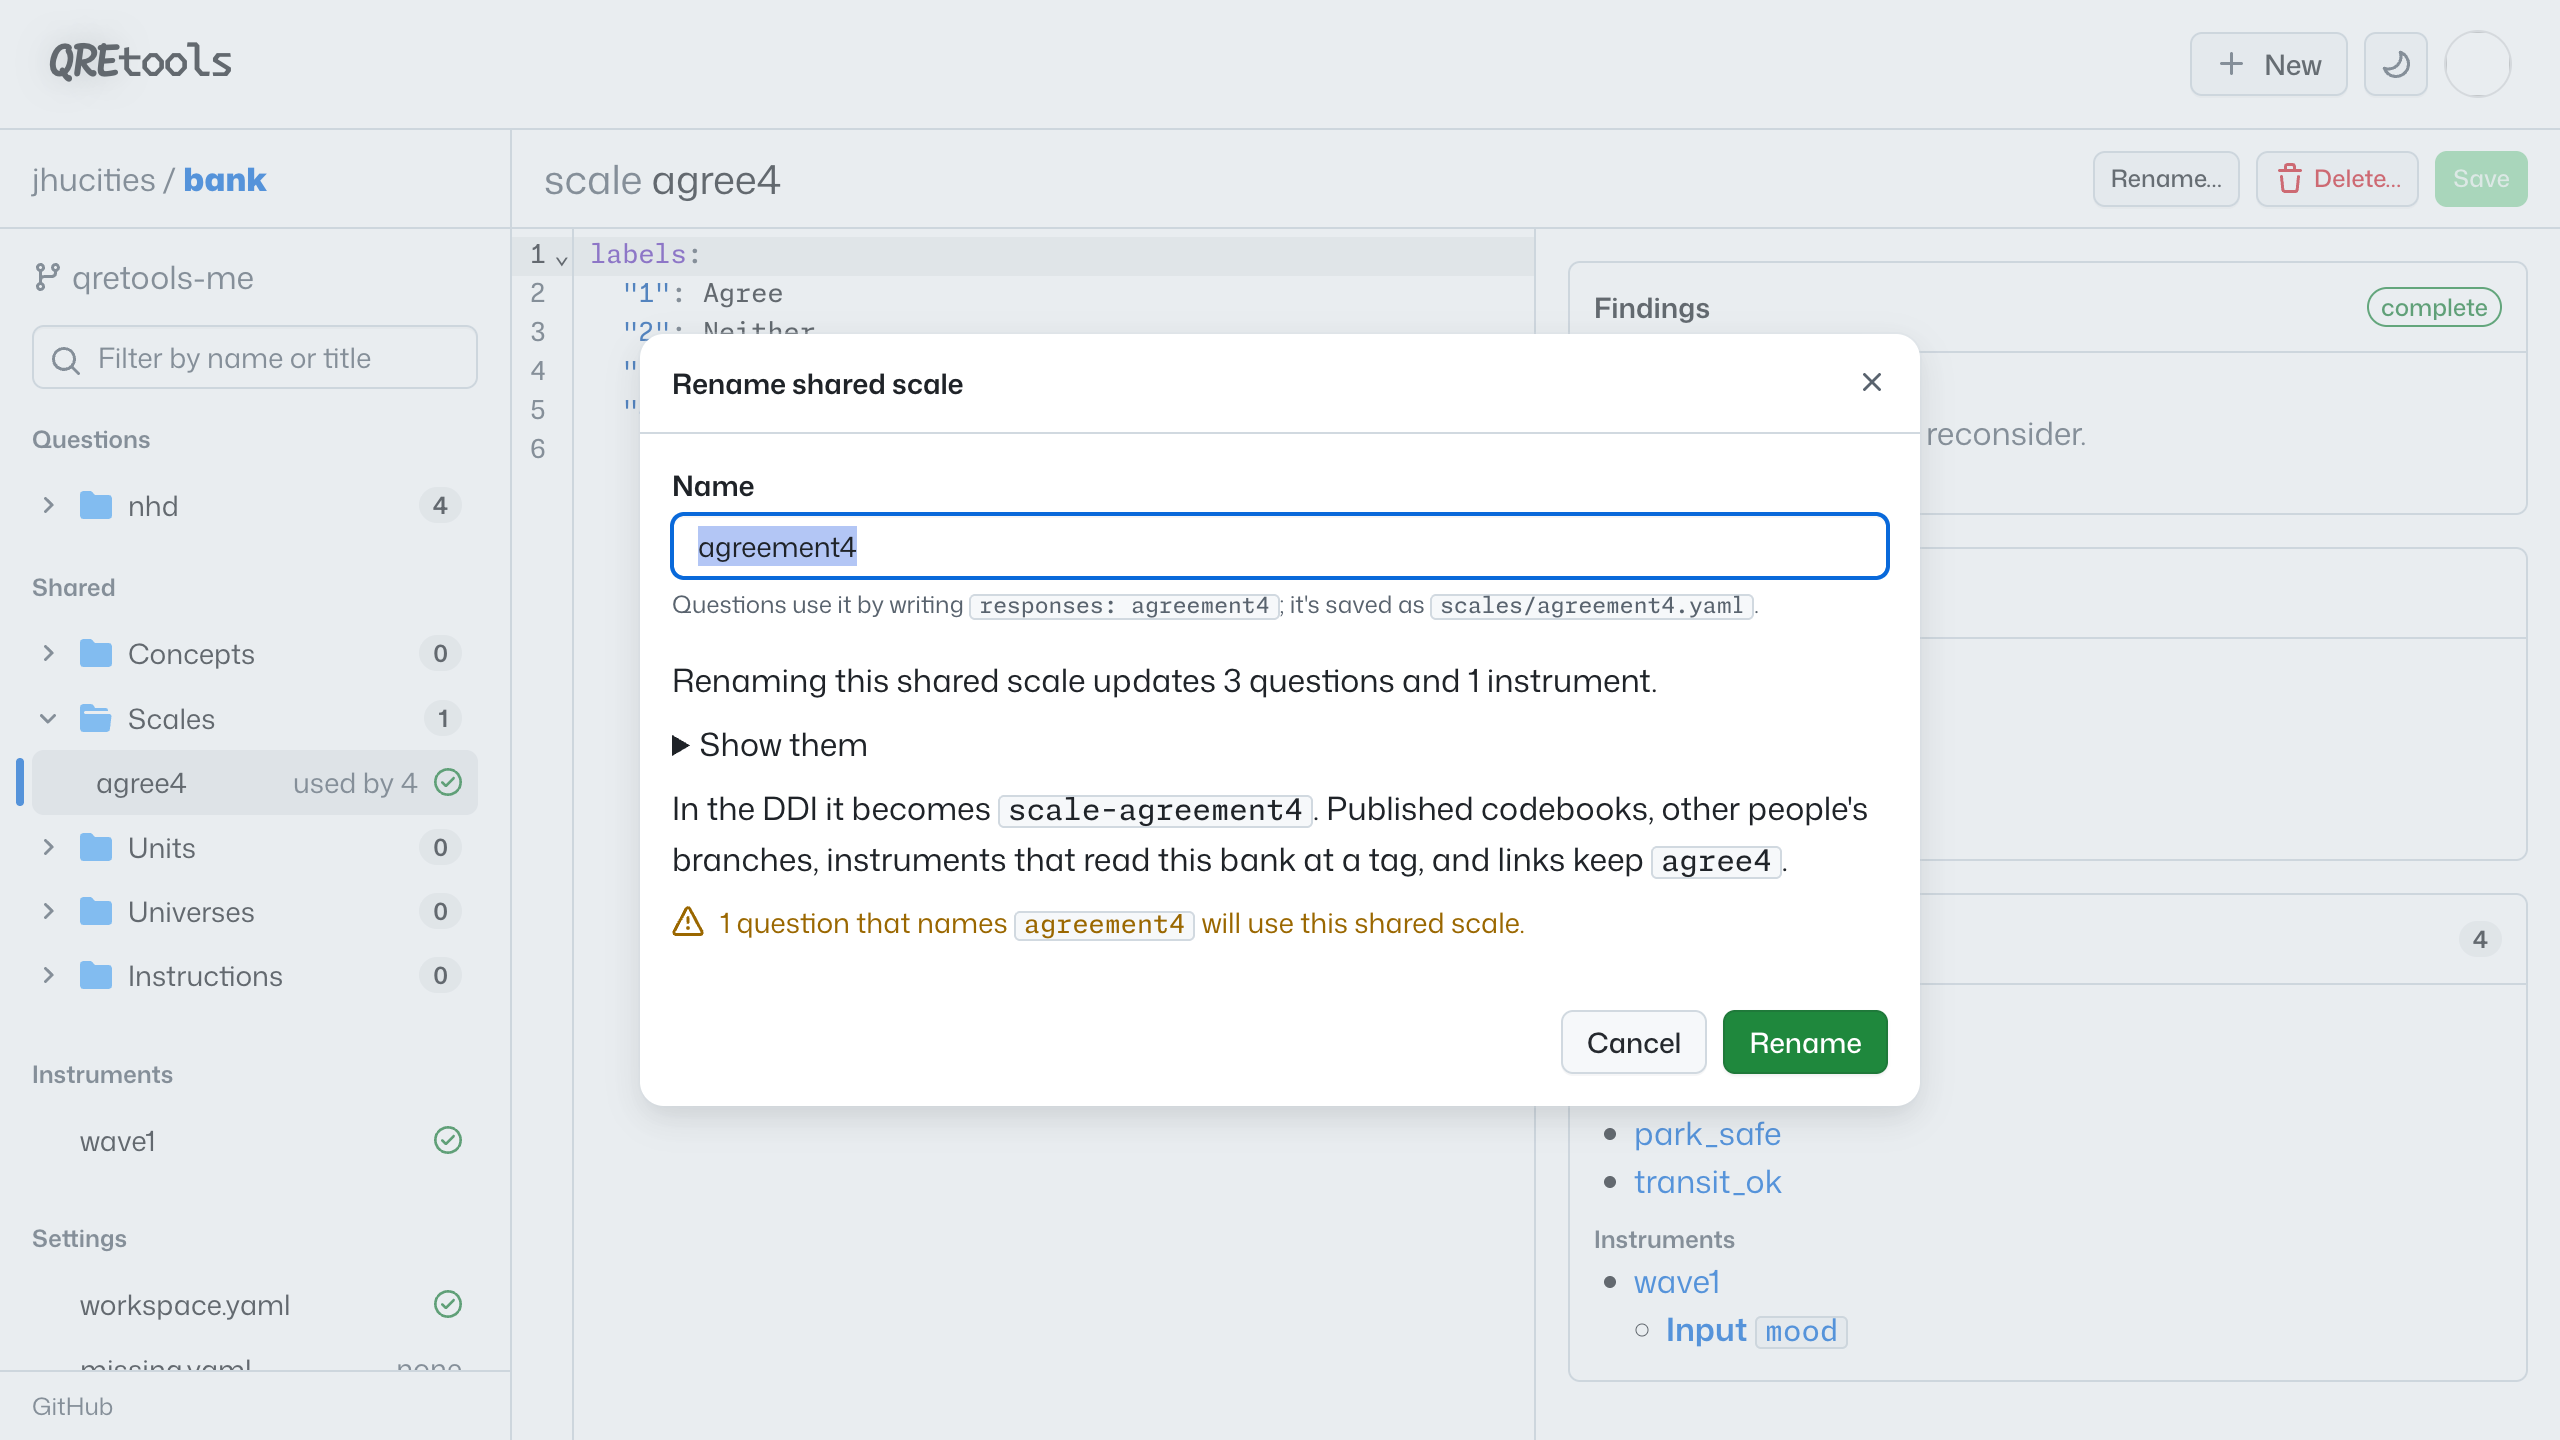 QREtools
New
jhucities / bank
scale agree4
Rename...
Delete...
Save
qretools-me
Filter by name or title
Questions
nhd 4
Shared
Concepts 0
Scales 1
agree4 used by 4
Units 0
Universes 0
Instructions 0
Instruments
wave1
Settings
workspace.yaml
missing.yaml none
GitHub
1 labels:
2 "1": Agree
3 "2": Neither
4 "
5 "
6
Findings complete
reconsider.
4
park_safe
transit_ok
Instruments
wave1
Input mood
Rename shared scale
Name
agreement4
Questions use it by writing responses: agreement4; it's saved as scales/agreement4.yaml.
Renaming this shared scale updates 3 questions and 1 instrument.
Show them
In the DDI it becomes scale-agreement4. Published codebooks, other people's
branches, instruments that read this bank at a tag, and links keep agree4.
1 question that names agreement4 will use this shared scale.
Cancel
Rename